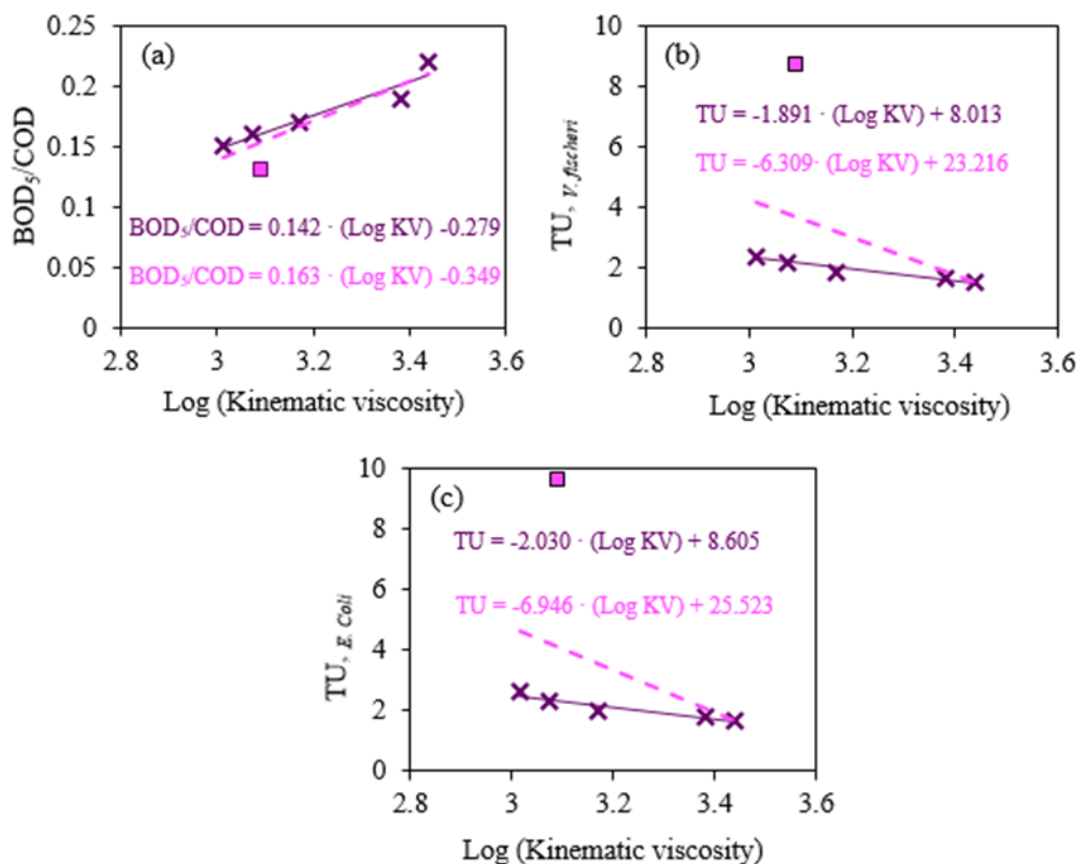 (a)
0.25
0.2
0.15
0.1
0.05
0
BOD₅/COD
BOD₅/COD = 0.142 · (Log KV) -0.279
BOD₅/COD = 0.163 · (Log KV) -0.349
2.8 3 3.2 3.4 3.6
Log (Kinematic viscosity)
(b)
10
8
6
4
2
0
TU, V. fischeri
TU = -1.891 · (Log KV) + 8.013
TU = -6.309· (Log KV) + 23.216
2.8 3 3.2 3.4 3.6
Log (Kinematic viscosity)
(c)
10
8
6
4
2
0
TU, E. Coli
TU = -2.030 · (Log KV) + 8.605
TU = -6.946 · (Log KV) + 25.523
2.8 3 3.2 3.4 3.6
Log (Kinematic viscosity)